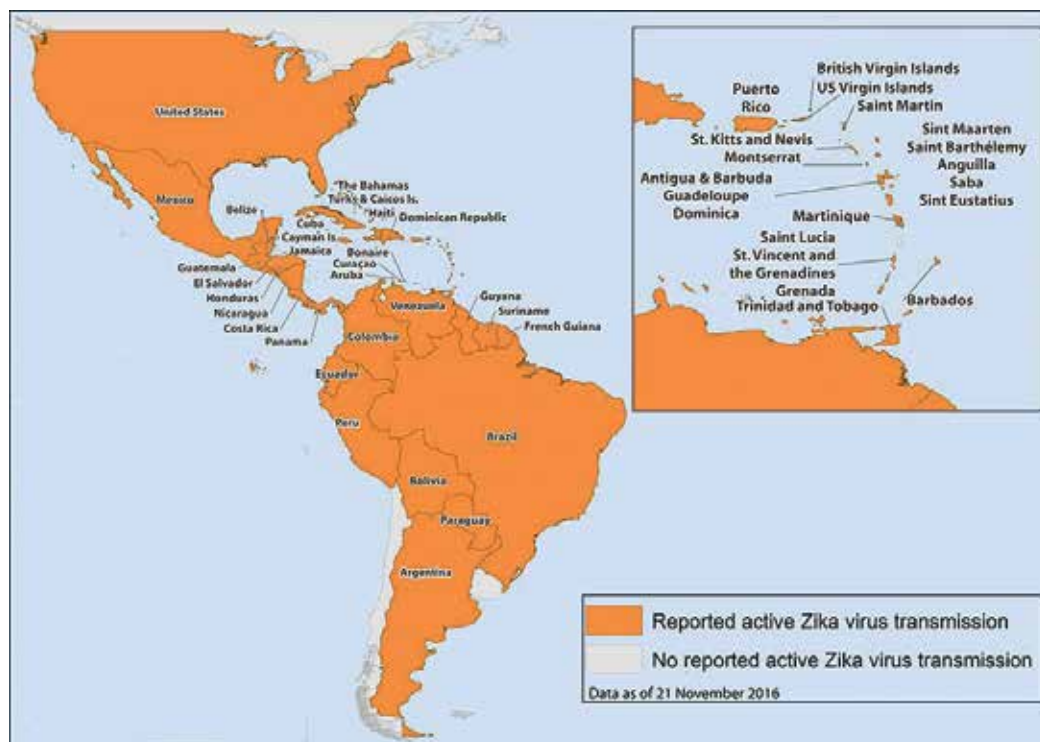 United States
Mexico
Belize
"The Bahamas
Turks & Caicos Is.
"Haiti
Dominican Republic
Cuba
Cayman Is.
Jamaica
Bonaire
Curaçao
Aruba
Guatemala
El Salvador
Honduras
Nicaragua
Costa Rica
Panama
Venezuela
Guyana
Suriname
French Guiana
Colombia
Ecuador
Peru
Brazil
Bolivia
Paraguay
Argentina
British Virgin Islands
US Virgin Islands
Puerto
Rico
Saint Martin
St. Kitts and Nevis
Montserrat
Sint Maarten
Saint Barthélemy
Anguilla
Saba
Sint Eustatius
Antigua & Barbuda
Guadeloupe
Dominica
Martinique
Saint Lucia
St. Vincent and
the Grenadines
Grenada
Trinidad and Tobago
Barbados
Reported active Zika virus transmission
No reported active Zika virus transmission
Data as of 21 November 2016